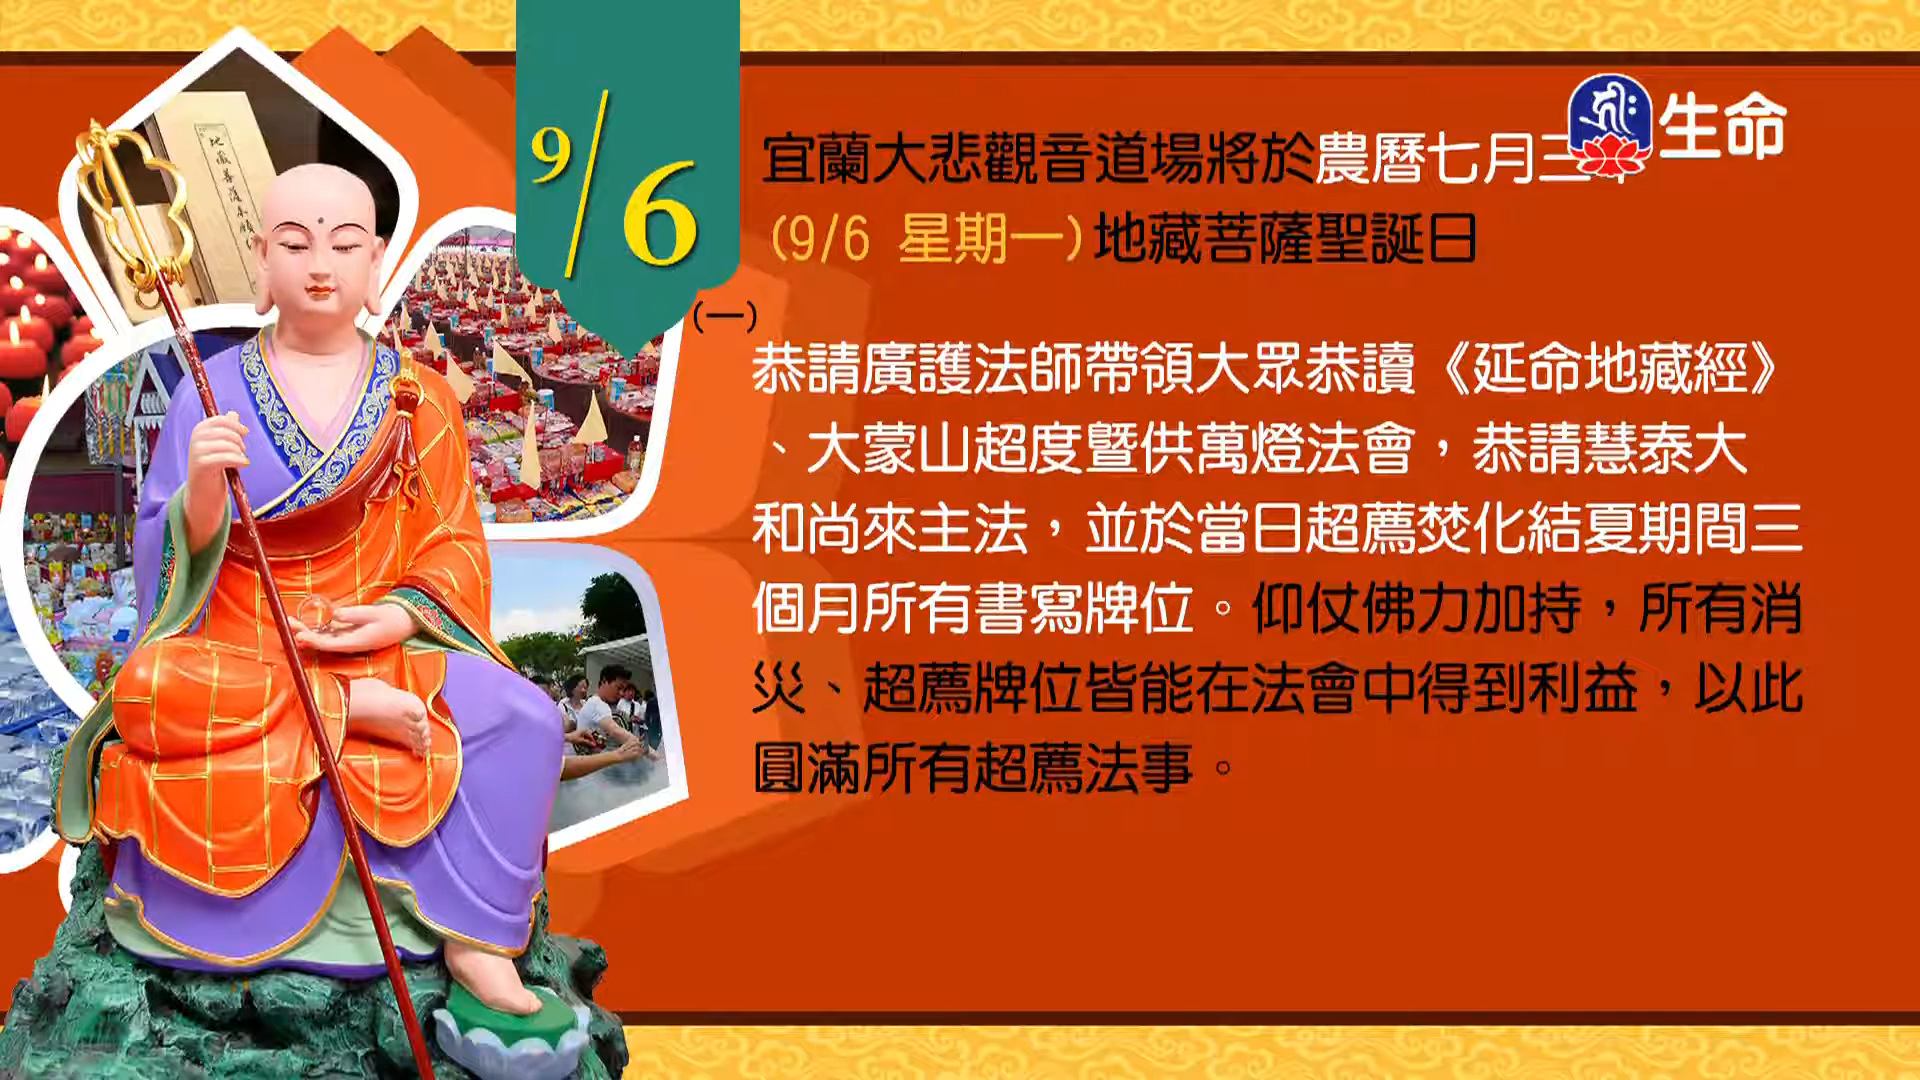 9/6
(一)
生命
宜蘭大悲觀音道場將於農曆七月三十
(9/6 星期一)地藏菩薩聖誕日
恭請廣護法師帶領大眾恭讀《延命地藏經》
、大蒙山超度暨供萬燈法會，恭請慧泰大
和尚來主法，並於當日超薦焚化結夏期間三
個月所有書寫牌位。仰仗佛力加持，所有消
災、超薦牌位皆能在法會中得到利益，以此
圓滿所有超薦法事。